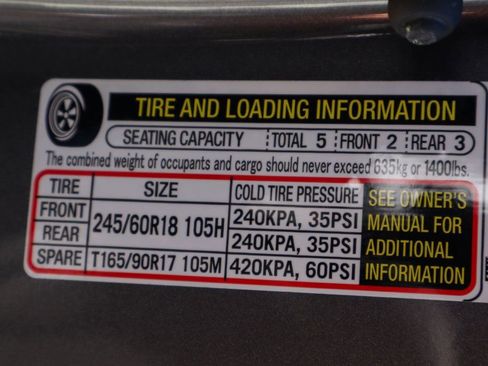 TIRE AND LOADING INFORMATION
SEATING CAPACITY TOTAL 5 FRONT 2 REAR 3
The combined weight of occupants and cargo should never exceed 635kg or 1400lbs.
TIRE SIZE COLD TIRE PRESSURE SEE OWNER'S
FRONT 245/60R18 105H 240KPA, 35PSI MANUAL FOR
REAR 240KPA, 35PSI ADDITIONAL
SPARE T165/90R17 105M 420KPA, 60PSI INFORMATION